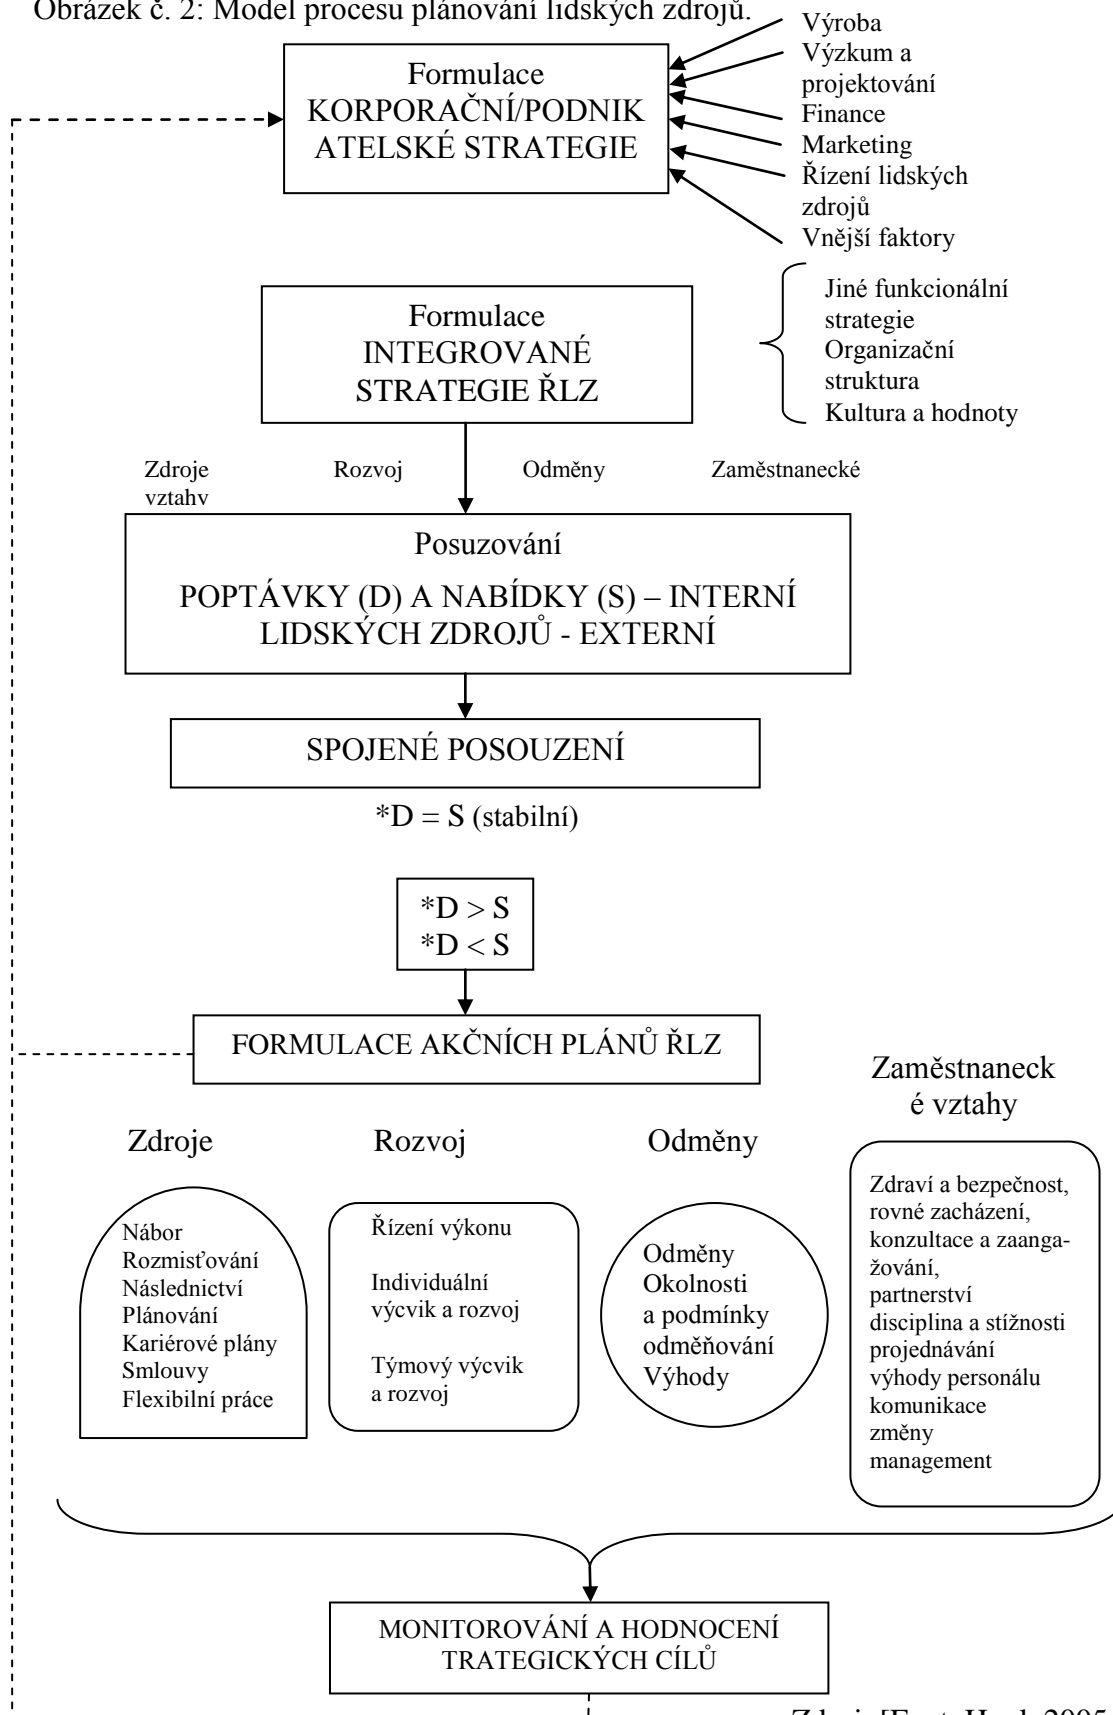 Obrázek č. 2: Model procesu plánování lidských zdrojů.
Formulace
KORPORAČNÍ/PODNIK
ATELSKÉ STRATEGIE
Výroba
Výzkum a
projektování
Finance
Marketing
Řízení lidských
zdrojů
Vnější faktory
Formulace
INTEGROVANÉ
STRATEGIE ŘLZ
Jiné funkcionální
strategie
Organizační
struktura
Kultura a hodnoty
Zdroje Rozvoj Odměny Zaměstnanecké
vztahy
Posuzování
POPTÁVKY (D) A NABÍDKY (S) – INTERNÍ
LIDSKÝCH ZDROJŮ - EXTERNÍ
SPOJENÉ POSOUZENÍ
*D = S (stabilní)
*D > S
*D < S
FORMULACE AKČNÍCH PLÁNŮ ŘLZ
Zdroje
Nábor
Rozmisťování
Následnictví
Plánování
Kariérové plány
Smlouvy
Flexibilní práce
Rozvoj
Řízení výkonu
Individuální
výcvik a rozvoj
Týmový výcvik
a rozvoj
Odměny
Odměny
Okolnosti
a podmínky
odměňování
Výhody
Zaměstnaneck
é vztahy
Zdraví a bezpečnost,
rovné zacházení,
konzultace a zaanga-
žování,
partnerství
disciplina a stížnosti
projednávání
výhody personálu
komunikace
změny
management
MONITOROVÁNÍ A HODNOCENÍ
TRATEGICKÝCH CÍLŮ